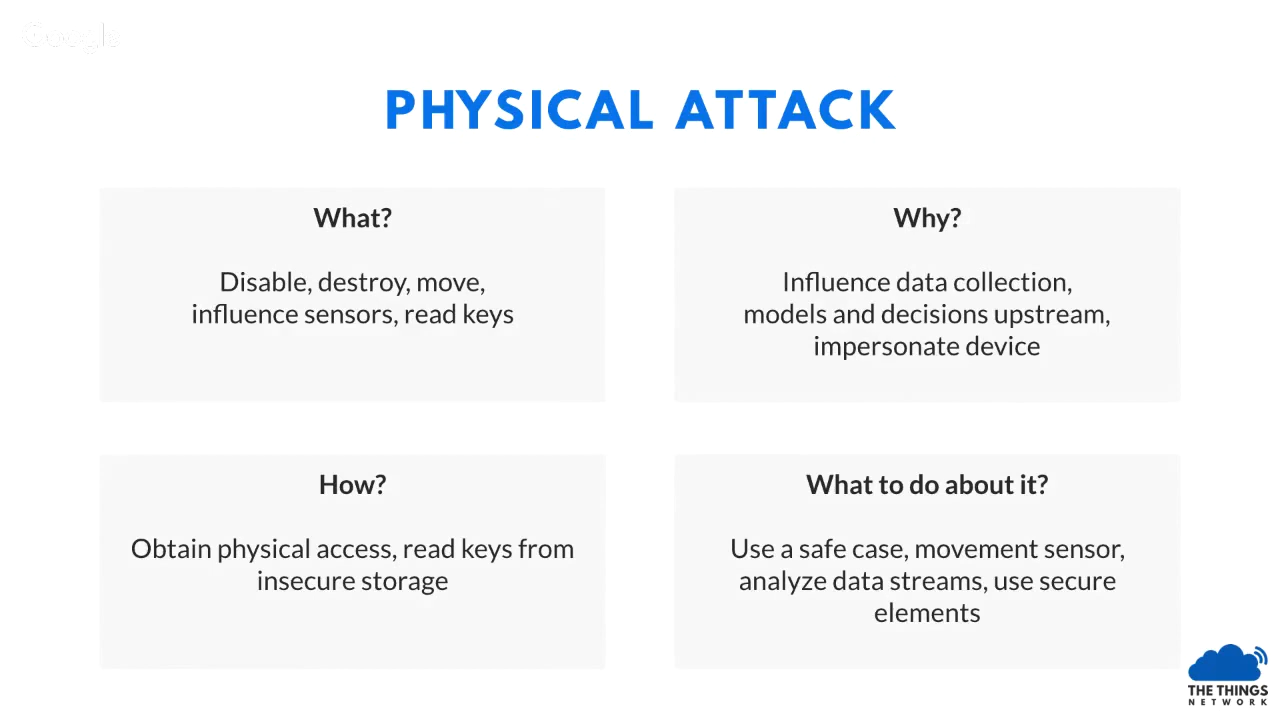 Google
PHYSICAL ATTACK
What?
Disable, destroy, move,
influence sensors, read keys
Why?
Influence data collection,
models and decisions upstream,
impersonate device
How?
Obtain physical access, read keys from
insecure storage
What to do about it?
Use a safe case, movement sensor,
analyze data streams, use secure
elements
THE THINGS
NETWORK